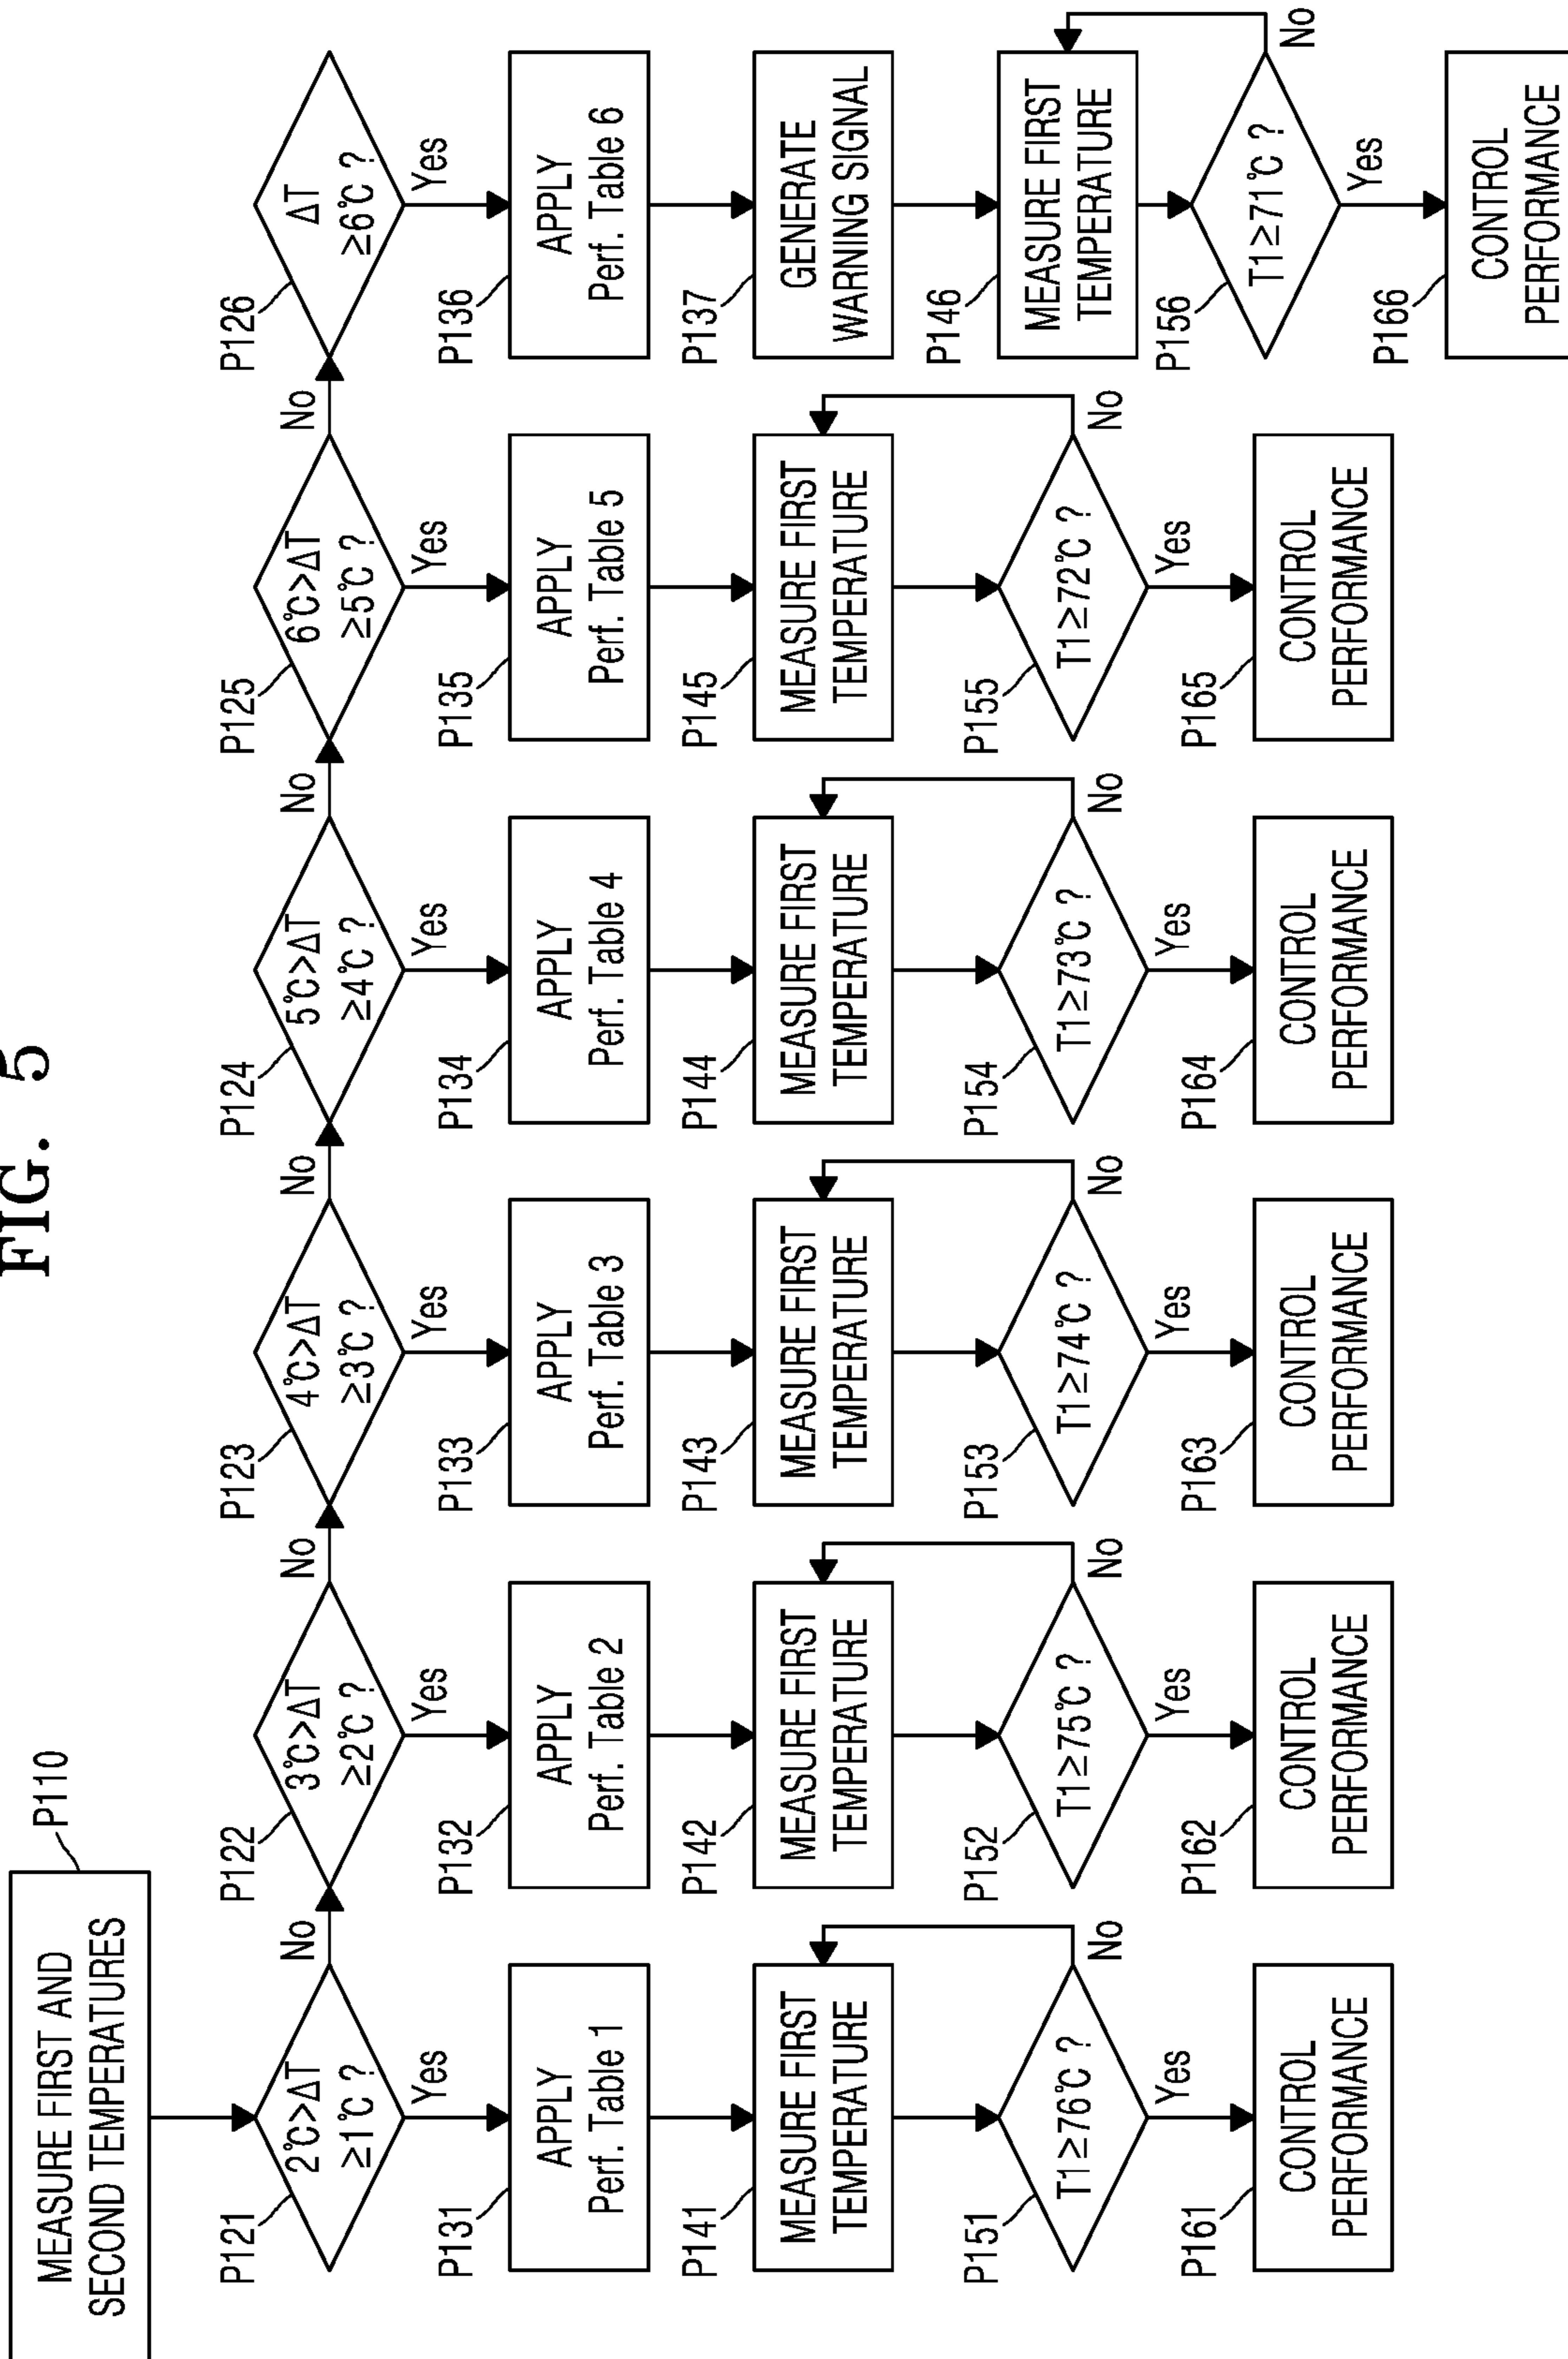 FIG. 5
MEASURE FIRST AND
SECOND TEMPERATURES
P110
P121
2℃>ΔT
≥1℃ ?
No
Yes
P122
3℃>ΔT
≥2℃ ?
No
Yes
P123
4℃>ΔT
≥3℃ ?
No
Yes
P124
5℃>ΔT
≥4℃ ?
No
Yes
P125
6℃>ΔT
≥5℃ ?
No
Yes
P126
ΔT
≥6℃ ?
Yes
P131
APPLY
Perf. Table 1
P132
APPLY
Perf. Table 2
P133
APPLY
Perf. Table 3
P134
APPLY
Perf. Table 4
P135
APPLY
Perf. Table 5
P136
APPLY
Perf. Table 6
P141
MEASURE FIRST
TEMPERATURE
P142
MEASURE FIRST
TEMPERATURE
P143
MEASURE FIRST
TEMPERATURE
P144
MEASURE FIRST
TEMPERATURE
P145
MEASURE FIRST
TEMPERATURE
P137
GENERATE
WARNING SIGNAL
P151
T1≥76℃ ?
No
Yes
P152
T1≥75℃ ?
No
Yes
P153
T1≥74℃ ?
No
Yes
P154
T1≥73℃ ?
No
Yes
P155
T1≥72℃ ?
No
Yes
P146
MEASURE FIRST
TEMPERATURE
P161
CONTROL
PERFORMANCE
P162
CONTROL
PERFORMANCE
P163
CONTROL
PERFORMANCE
P164
CONTROL
PERFORMANCE
P165
CONTROL
PERFORMANCE
P156
T1≥71℃ ?
No
Yes
P166
CONTROL
PERFORMANCE